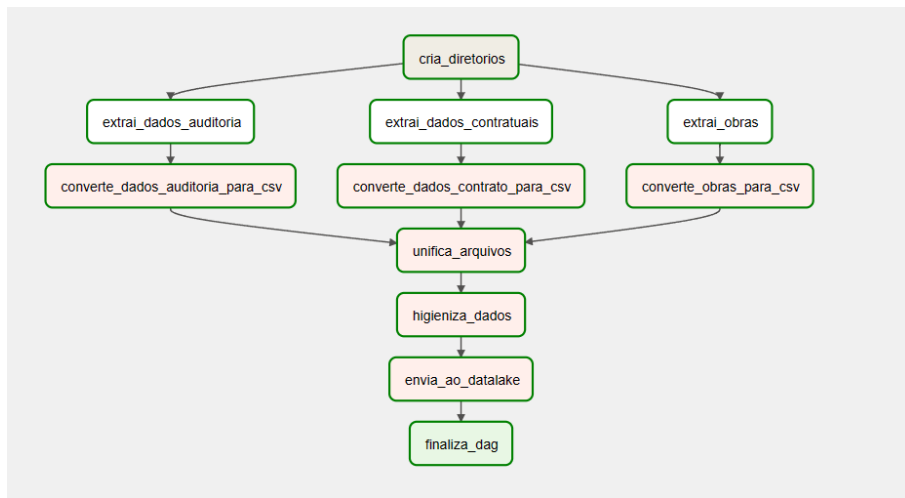 cria_diretorios
extrai_dados_auditoria
extrai_dados_contratuais
extrai_obras
converte_dados_auditoria_para_csv
converte_dados_contrato_para_csv
converte_obras_para_csv
unifica_arquivos
higieniza_dados
envia_ao_datalake
finaliza_dag